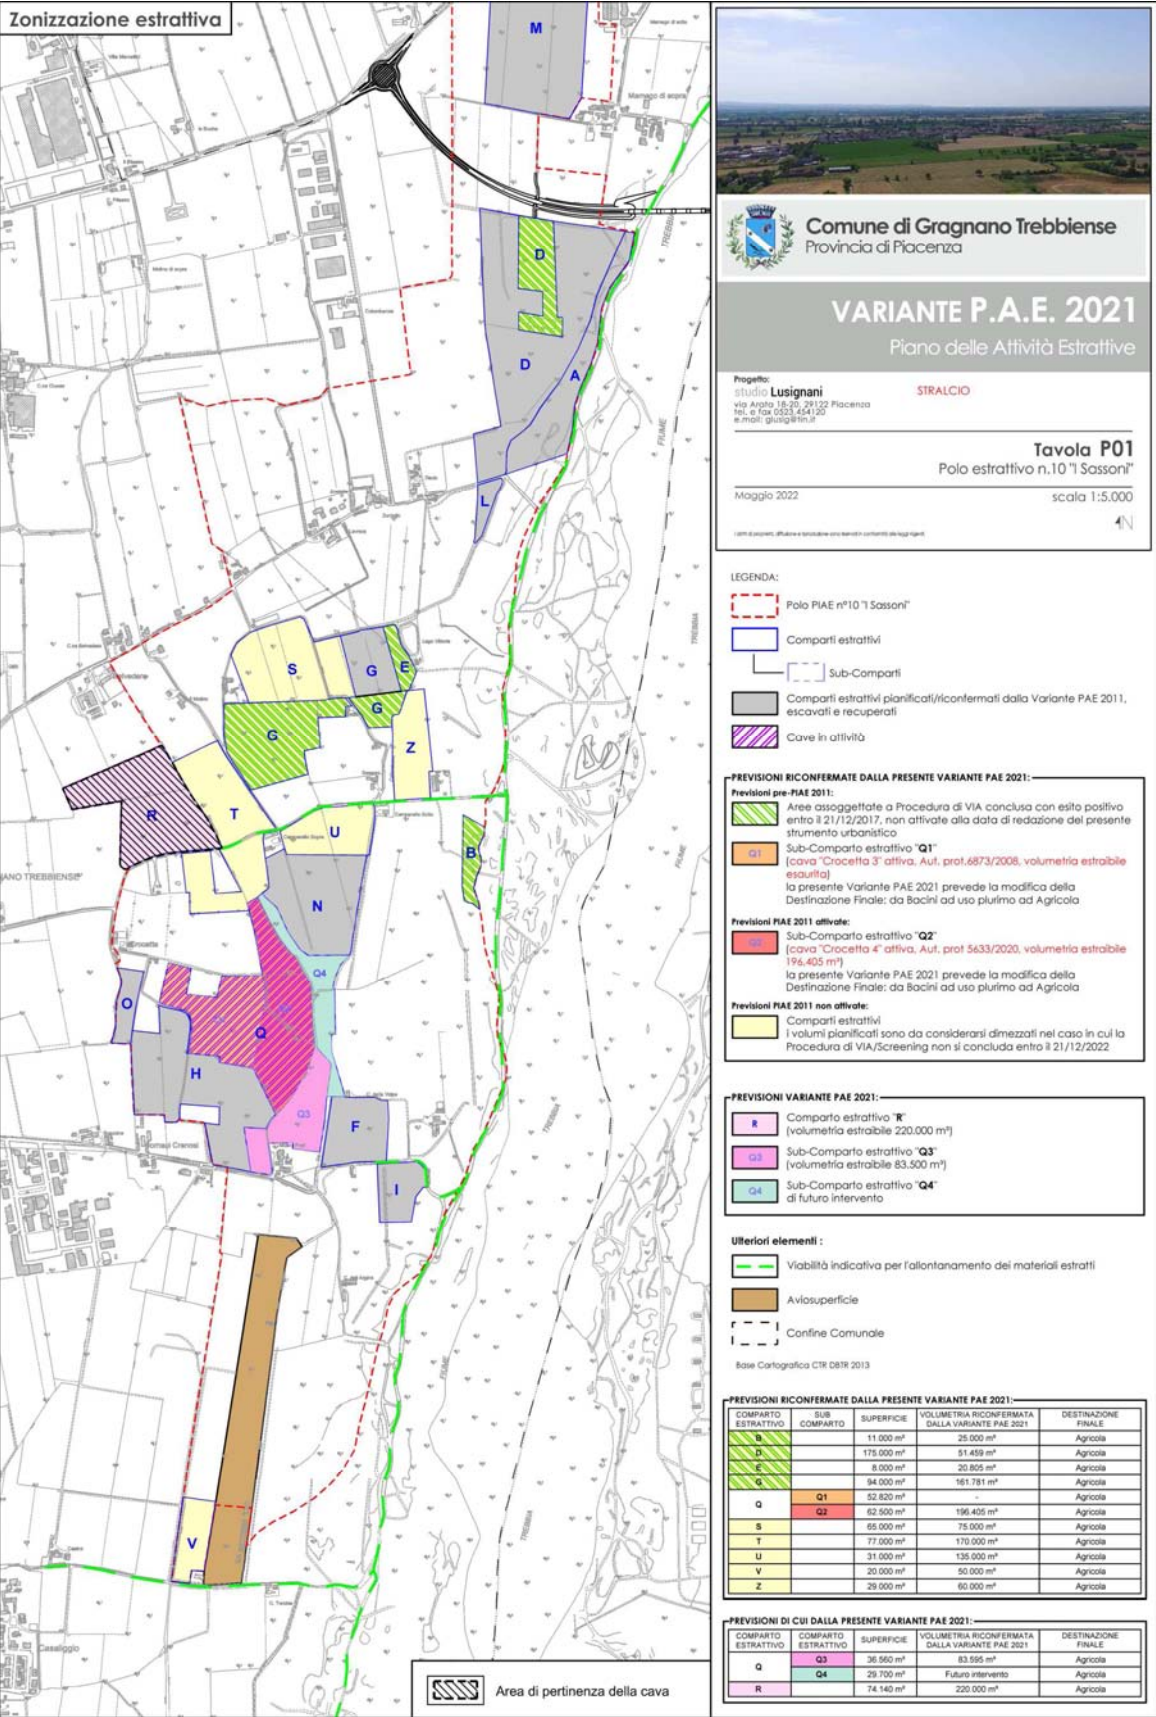 Zonizzazione estrattiva
M
Mamago di sopra
D
D
A
L
S
G
E
G
G
Z
R
T
U
B
N
Q4
O
Q
H
Q3
F
I
V
Casaliggio
FIUME
TREBBIA
Area di pertinenza della cava
Comune di Gragnano Trebbiense
Provincia di Piacenza
VARIANTE P.A.E. 2021
Piano delle Attività Estrattive
Progetto:
studio Lusignani
via Arata 18-20, 29122 Piacenza
tel. e fax 0523.454120
e.mail: glusig@tin.it
STRALCIO
Tavola P01
Polo estrattivo n.10 "I Sassoni"
Maggio 2022
scala 1:5.000
N
LEGENDA:
Polo PIAE n°10 "I Sassoni"
Comparti estrattivi
Sub-Comparti
Comparti estrattivi pianificati/riconfermati dalla Variante PAE 2011,
escavati e recuperati
Cave in attività
PREVISIONI RICONFERMATE DALLA PRESENTE VARIANTE PAE 2021:
Previsioni pre-PIAE 2011:
Aree assoggettate a Procedura di VIA conclusa con esito positivo
entro il 21/12/2017, non attivate alla data di redazione del presente
strumento urbanistico
Q1
Sub-Comparto estrattivo "Q1"
(cava "Crocetta 3" attiva, Aut. prot.6873/2008, volumetria estraibile
esaurita)
la presente Variante PAE 2021 prevede la modifica della
Destinazione Finale: da Bacini ad uso plurimo ad Agricola
Previsioni PIAE 2011 attivate:
Q2
Sub-Comparto estrattivo "Q2"
(cava "Crocetta 4" attiva, Aut. prot 5633/2020, volumetria estraibile
196.405 m³)
la presente Variante PAE 2021 prevede la modifica della
Destinazione Finale: da Bacini ad uso plurimo ad Agricola
Previsioni PIAE 2011 non attivate:
Comparti estrattivi
i volumi pianificati sono da considerarsi dimezzati nel caso in cui la
Procedura di VIA/Screening non si concluda entro il 21/12/2022
PREVISIONI VARIANTE PAE 2021:
R
Comparto estrattivo "R"
(volumetria estraibile 220.000 m³)
Q3
Sub-Comparto estrattivo "Q3"
(volumetria estraibile 83.500 m³)
Q4
Sub-Comparto estrattivo "Q4"
di futuro intervento
Ulteriori elementi :
Viabilità indicativa per l'allontanamento dei materiali estratti
Aviosuperficie
Confine Comunale
Base Cartografica CTR DBTR 2013
PREVISIONI RICONFERMATE DALLA PRESENTE VARIANTE PAE 2021:
COMPARTO ESTRATTIVO SUB COMPARTO SUPERFICIE VOLUMETRIA RICONFERMATA DALLA VARIANTE PAE 2021 DESTINAZIONE FINALE
B 11.000 m² 25.000 m³ Agricola
D 175.000 m² 51.459 m³ Agricola
E 8.000 m² 20.805 m³ Agricola
G 94.000 m² 161.781 m³ Agricola
Q Q1 52.820 m² - Agricola
Q2 62.500 m² 196.405 m³ Agricola
S 65.000 m² 75.000 m³ Agricola
T 77.000 m² 170.000 m³ Agricola
U 31.000 m² 135.000 m³ Agricola
V 20.000 m² 50.000 m³ Agricola
Z 29.000 m² 60.000 m³ Agricola
PREVISIONI DI CUI DALLA PRESENTE VARIANTE PAE 2021:
COMPARTO ESTRATTIVO COMPARTO ESTRATTIVO SUPERFICIE VOLUMETRIA RICONFERMATA DALLA VARIANTE PAE 2021 DESTINAZIONE FINALE
Q Q3 36.560 m² 83.595 m³ Agricola
Q4 29.700 m² Futuro intervento Agricola
R 74.140 m² 220.000 m³ Agricola